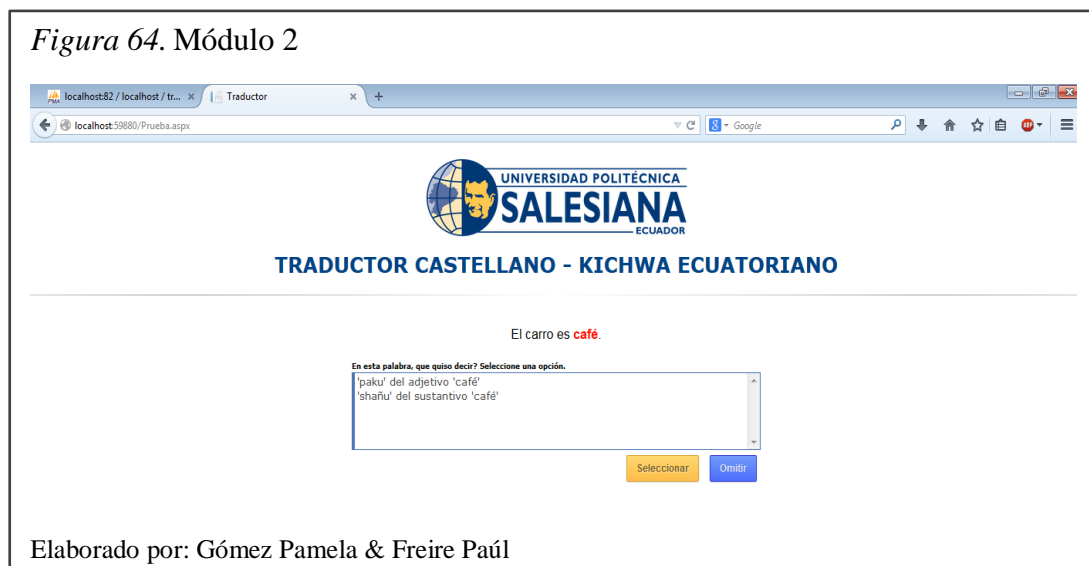 Figura 64. Módulo 2
localhost:82 / localhost / tr... × Traductor × +
localhost:59880/Prueba.aspx Google
UNIVERSIDAD POLITÉCNICA
SALESIANA
ECUADOR
TRADUCTOR CASTELLANO - KICHWA ECUATORIANO
El carro es café.
En esta palabra, que quiso decir? Seleccione una opción.
'paku' del adjetivo 'café'
'shañu' del sustantivo 'café'
Seleccionar Omitir
Elaborado por: Gómez Pamela & Freire Paúl